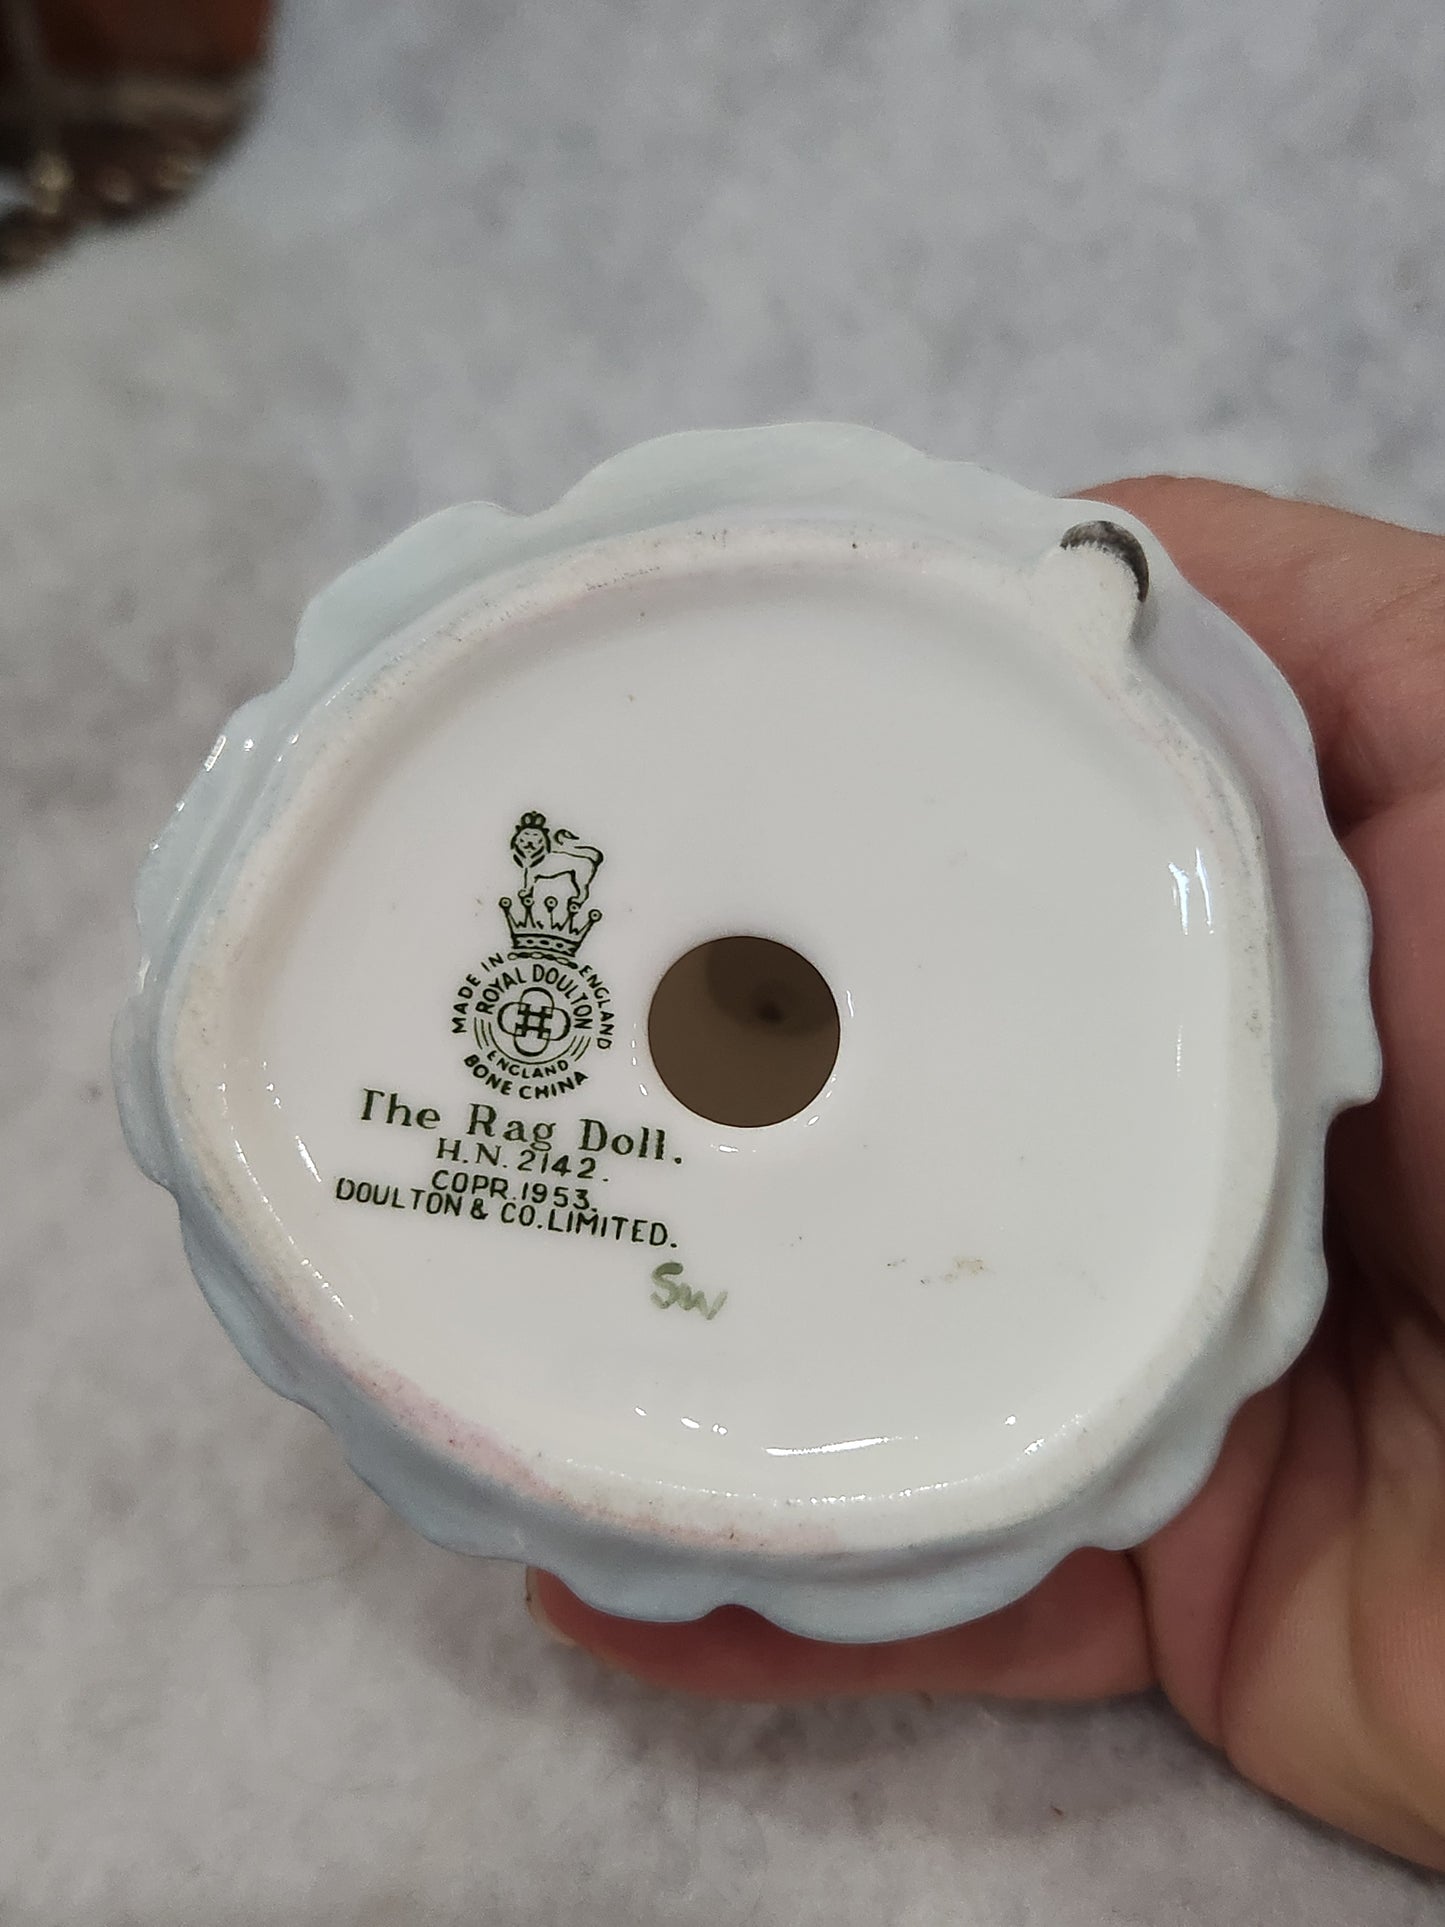 MADE IN ENGLAND
ROYAL DOULTON
ENGLAND
BONE CHINA
The Rag Doll.
H.N. 2142.
COPR. 1953.
DOULTON & CO. LIMITED.
SW